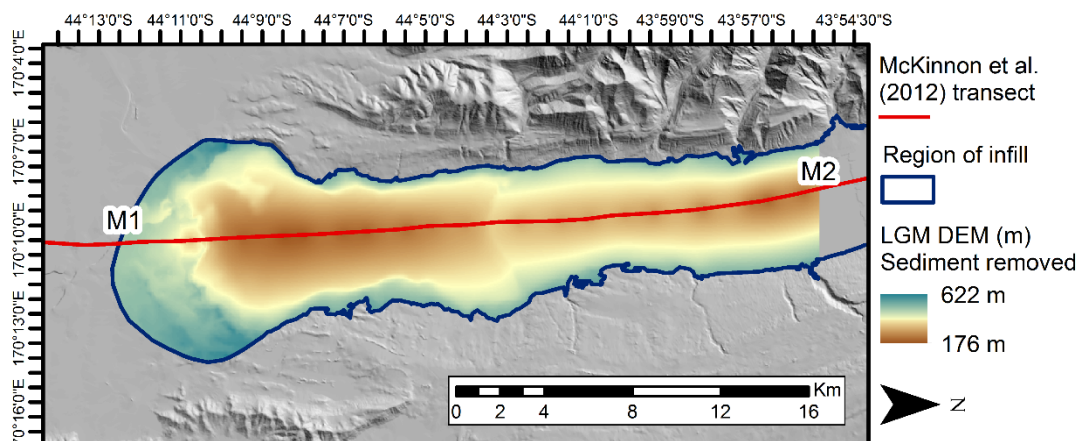 44°13'0"S 44°11'0"S 44°9'0"S 44°7'0"S 44°5'0"S 44°3'0"S 44°1'0"S 43°59'0"S 43°57'0"S 43°54'30"S
170°4'0"E
170°7'0"E
170°10'0"E
170°13'0"E
170°16'0"E
M1
M2
Km
0 2 4 8 12 16
McKinnon et al.
(2012) transect
Region of infill
LGM DEM (m)
Sediment removed
622 m
176 m
N